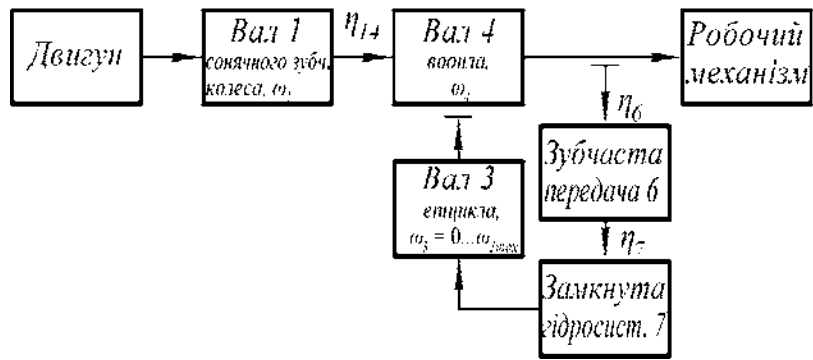 Двигун
Вал 1
сонячного зубч.
колеса, ω₁
η₁₄
Вал 4
водила,
ω₄
Робочий
механізм
η₆
Зубчаста
передача 6
η₇
Вал 3
епіцикла,
ω₃ = 0...ω₃max
Замкнута
гідросист. 7